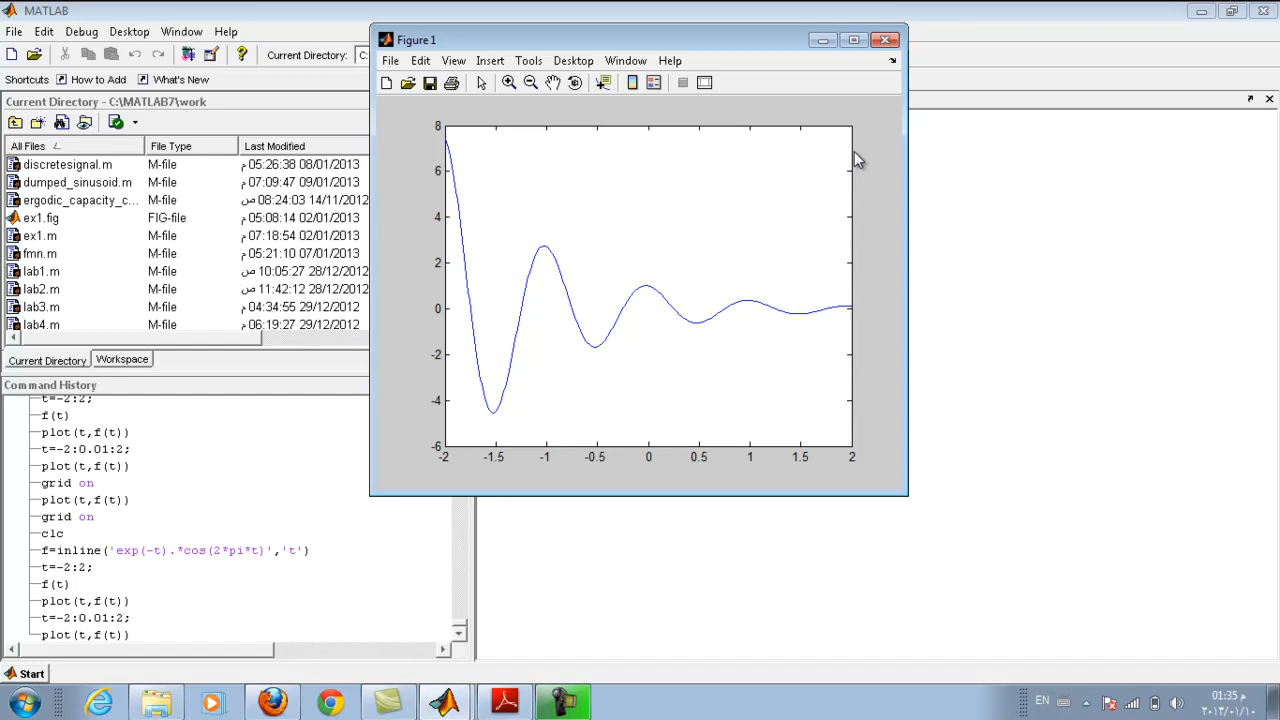 MATLAB
File Edit Debug Desktop Window Help
Current Directory: C:
Shortcuts How to Add What's New
Current Directory - C:\MATLAB7\work
All Files File Type Last Modified
discretesignal.m M-file م 05:26:38 08/01/2013
dumped_sinusoid.m M-file م 07:09:47 09/01/2013
ergodic_capacity_c... M-file ص 08:24:03 14/11/2012
ex1.fig FIG-file م 05:08:14 02/01/2013
ex1.m M-file م 07:18:54 02/01/2013
fmn.m M-file م 05:21:10 07/01/2013
lab1.m M-file ص 10:05:27 28/12/2012
lab2.m M-file ص 11:42:12 28/12/2012
lab3.m M-file م 04:34:55 29/12/2012
lab4.m M-file م 06:19:27 29/12/2012
Current Directory Workspace
Command History
t=-2:2;
f(t)
plot(t,f(t))
t=-2:0.01:2;
plot(t,f(t))
grid on
plot(t,f(t))
grid on
clc
f=inline('exp(-t).*cos(2*pi*t)','t')
t=-2:2;
f(t)
plot(t,f(t))
t=-2:0.01:2;
plot(t,f(t))
Figure 1
File Edit View Insert Tools Desktop Window Help
8
6
4
2
0
-2
-4
-6
-2 -1.5 -1 -0.5 0 0.5 1 1.5 2
Start
EN
م 01:35
٢٠١٣/٠١/١٠